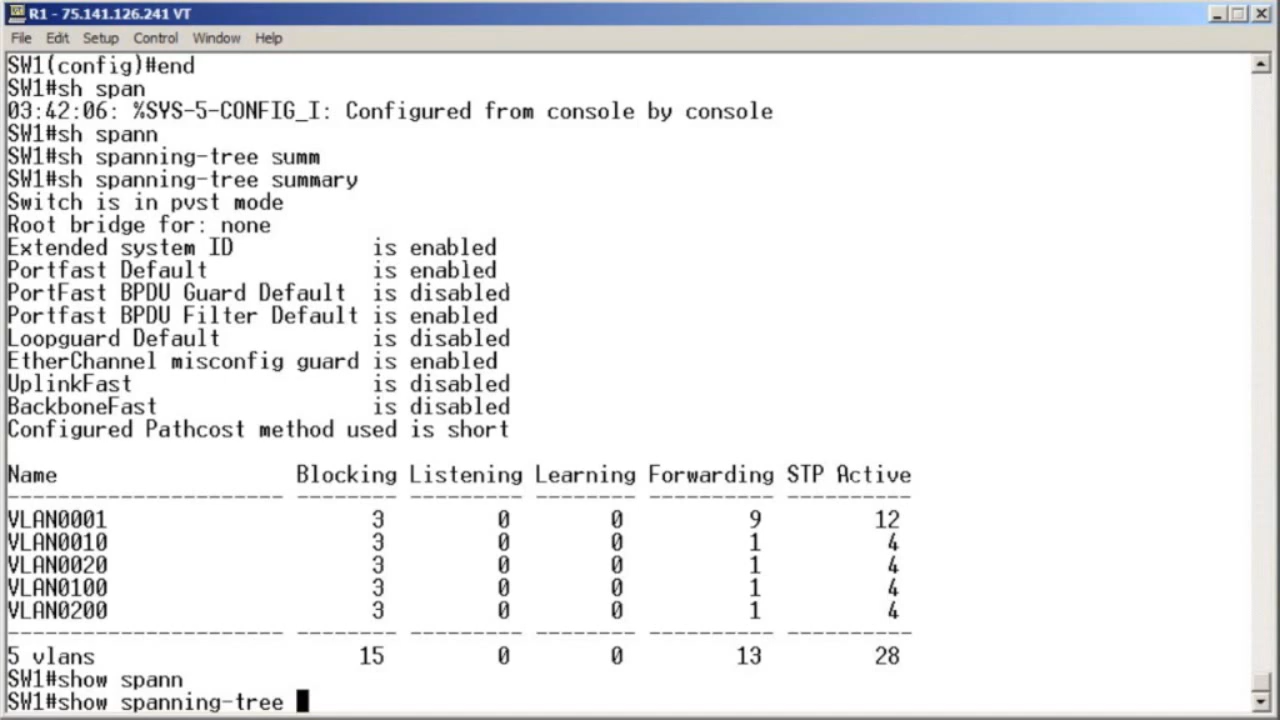 R1 - 75.141.126.241 VT
File Edit Setup Control Window Help
SW1(config)#end
SW1#sh span
03:42:06: %SYS-5-CONFIG_I: Configured from console by console
SW1#sh spann
SW1#sh spanning-tree summ
SW1#sh spanning-tree summary
Switch is in pvst mode
Root bridge for: none
Extended system ID           is enabled
Portfast Default             is enabled
PortFast BPDU Guard Default  is disabled
Portfast BPDU Filter Default is enabled
Loopguard Default            is disabled
EtherChannel misconfig guard is enabled
UplinkFast                   is disabled
BackboneFast                 is disabled
Configured Pathcost method used is short
Name                   Blocking Listening Learning Forwarding STP Active
---------------------- -------- --------- -------- ---------- ----------
VLAN0001                     3         0        0          9         12
VLAN0010                     3         0        0          1          4
VLAN0020                     3         0        0          1          4
VLAN0100                     3         0        0          1          4
VLAN0200                     3         0        0          1          4
---------------------- -------- --------- -------- ---------- ----------
5 vlans                     15         0        0         13         28
SW1#show spann
SW1#show spanning-tree